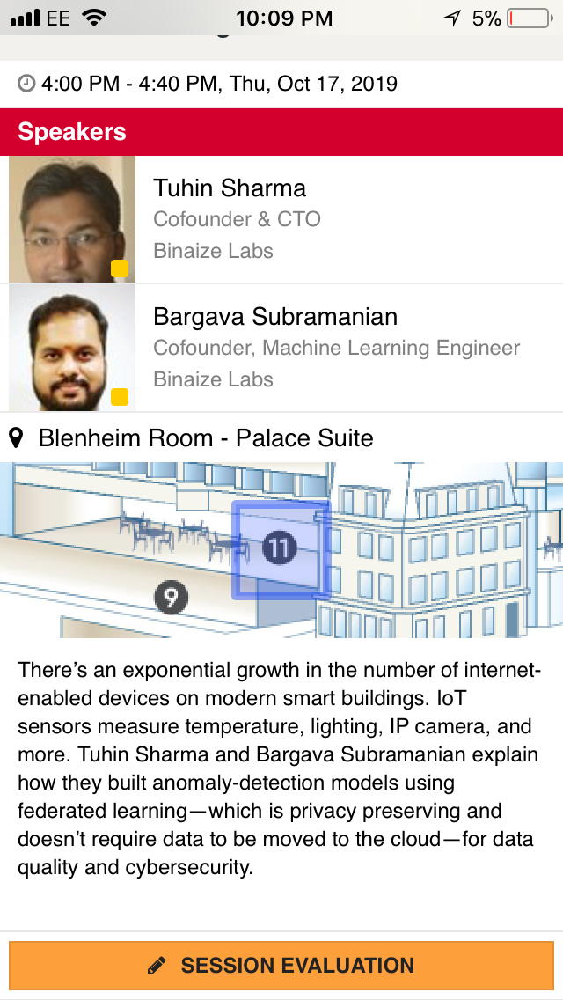 EE 10:09 PM 5%
4:00 PM - 4:40 PM, Thu, Oct 17, 2019
Speakers
Tuhin Sharma
Cofounder & CTO
Binaize Labs
Bargava Subramanian
Cofounder, Machine Learning Engineer
Binaize Labs
Blenheim Room - Palace Suite
11
9
There’s an exponential growth in the number of internet-
enabled devices on modern smart buildings. IoT
sensors measure temperature, lighting, IP camera, and
more. Tuhin Sharma and Bargava Subramanian explain
how they built anomaly-detection models using
federated learning—which is privacy preserving and
doesn’t require data to be moved to the cloud—for data
quality and cybersecurity.
SESSION EVALUATION